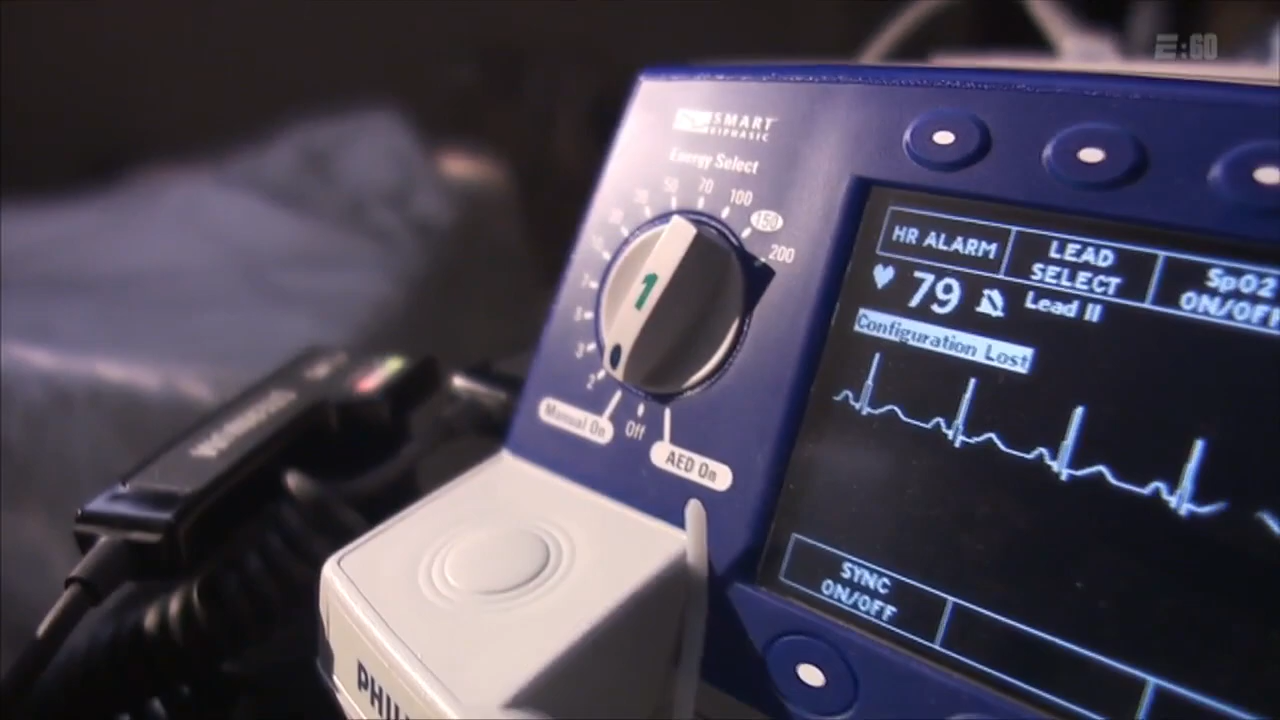 E:60
SMART
BIPHASIC
Energy Select
50
70
100
150
200
1
3
2
Manual On
Off
AED On
HR ALARM
LEAD
SELECT
SpO2
ON/OFF
79
Lead II
Configuration Lost
SYNC
ON/OFF